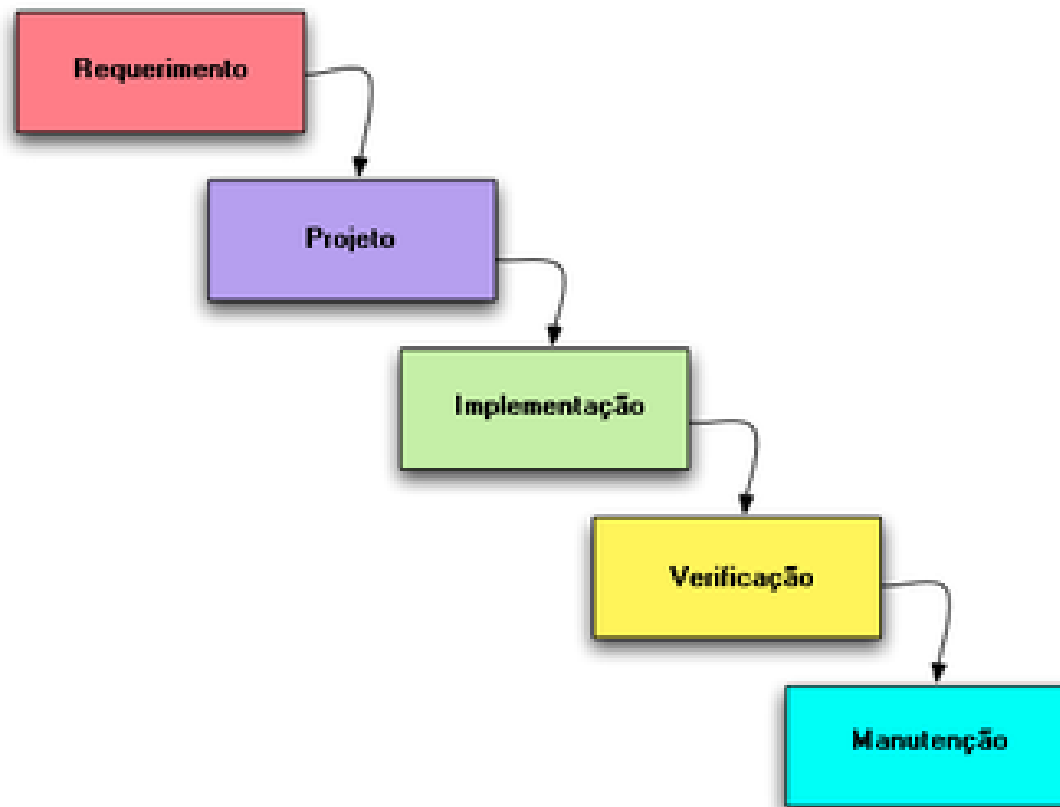 Requerimento
Projeto
Implementação
Verificação
Manutenção